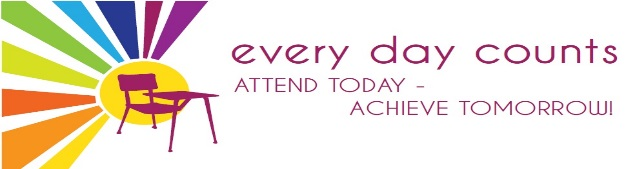 every day counts
ATTEND TODAY -
ACHIEVE TOMORROW!